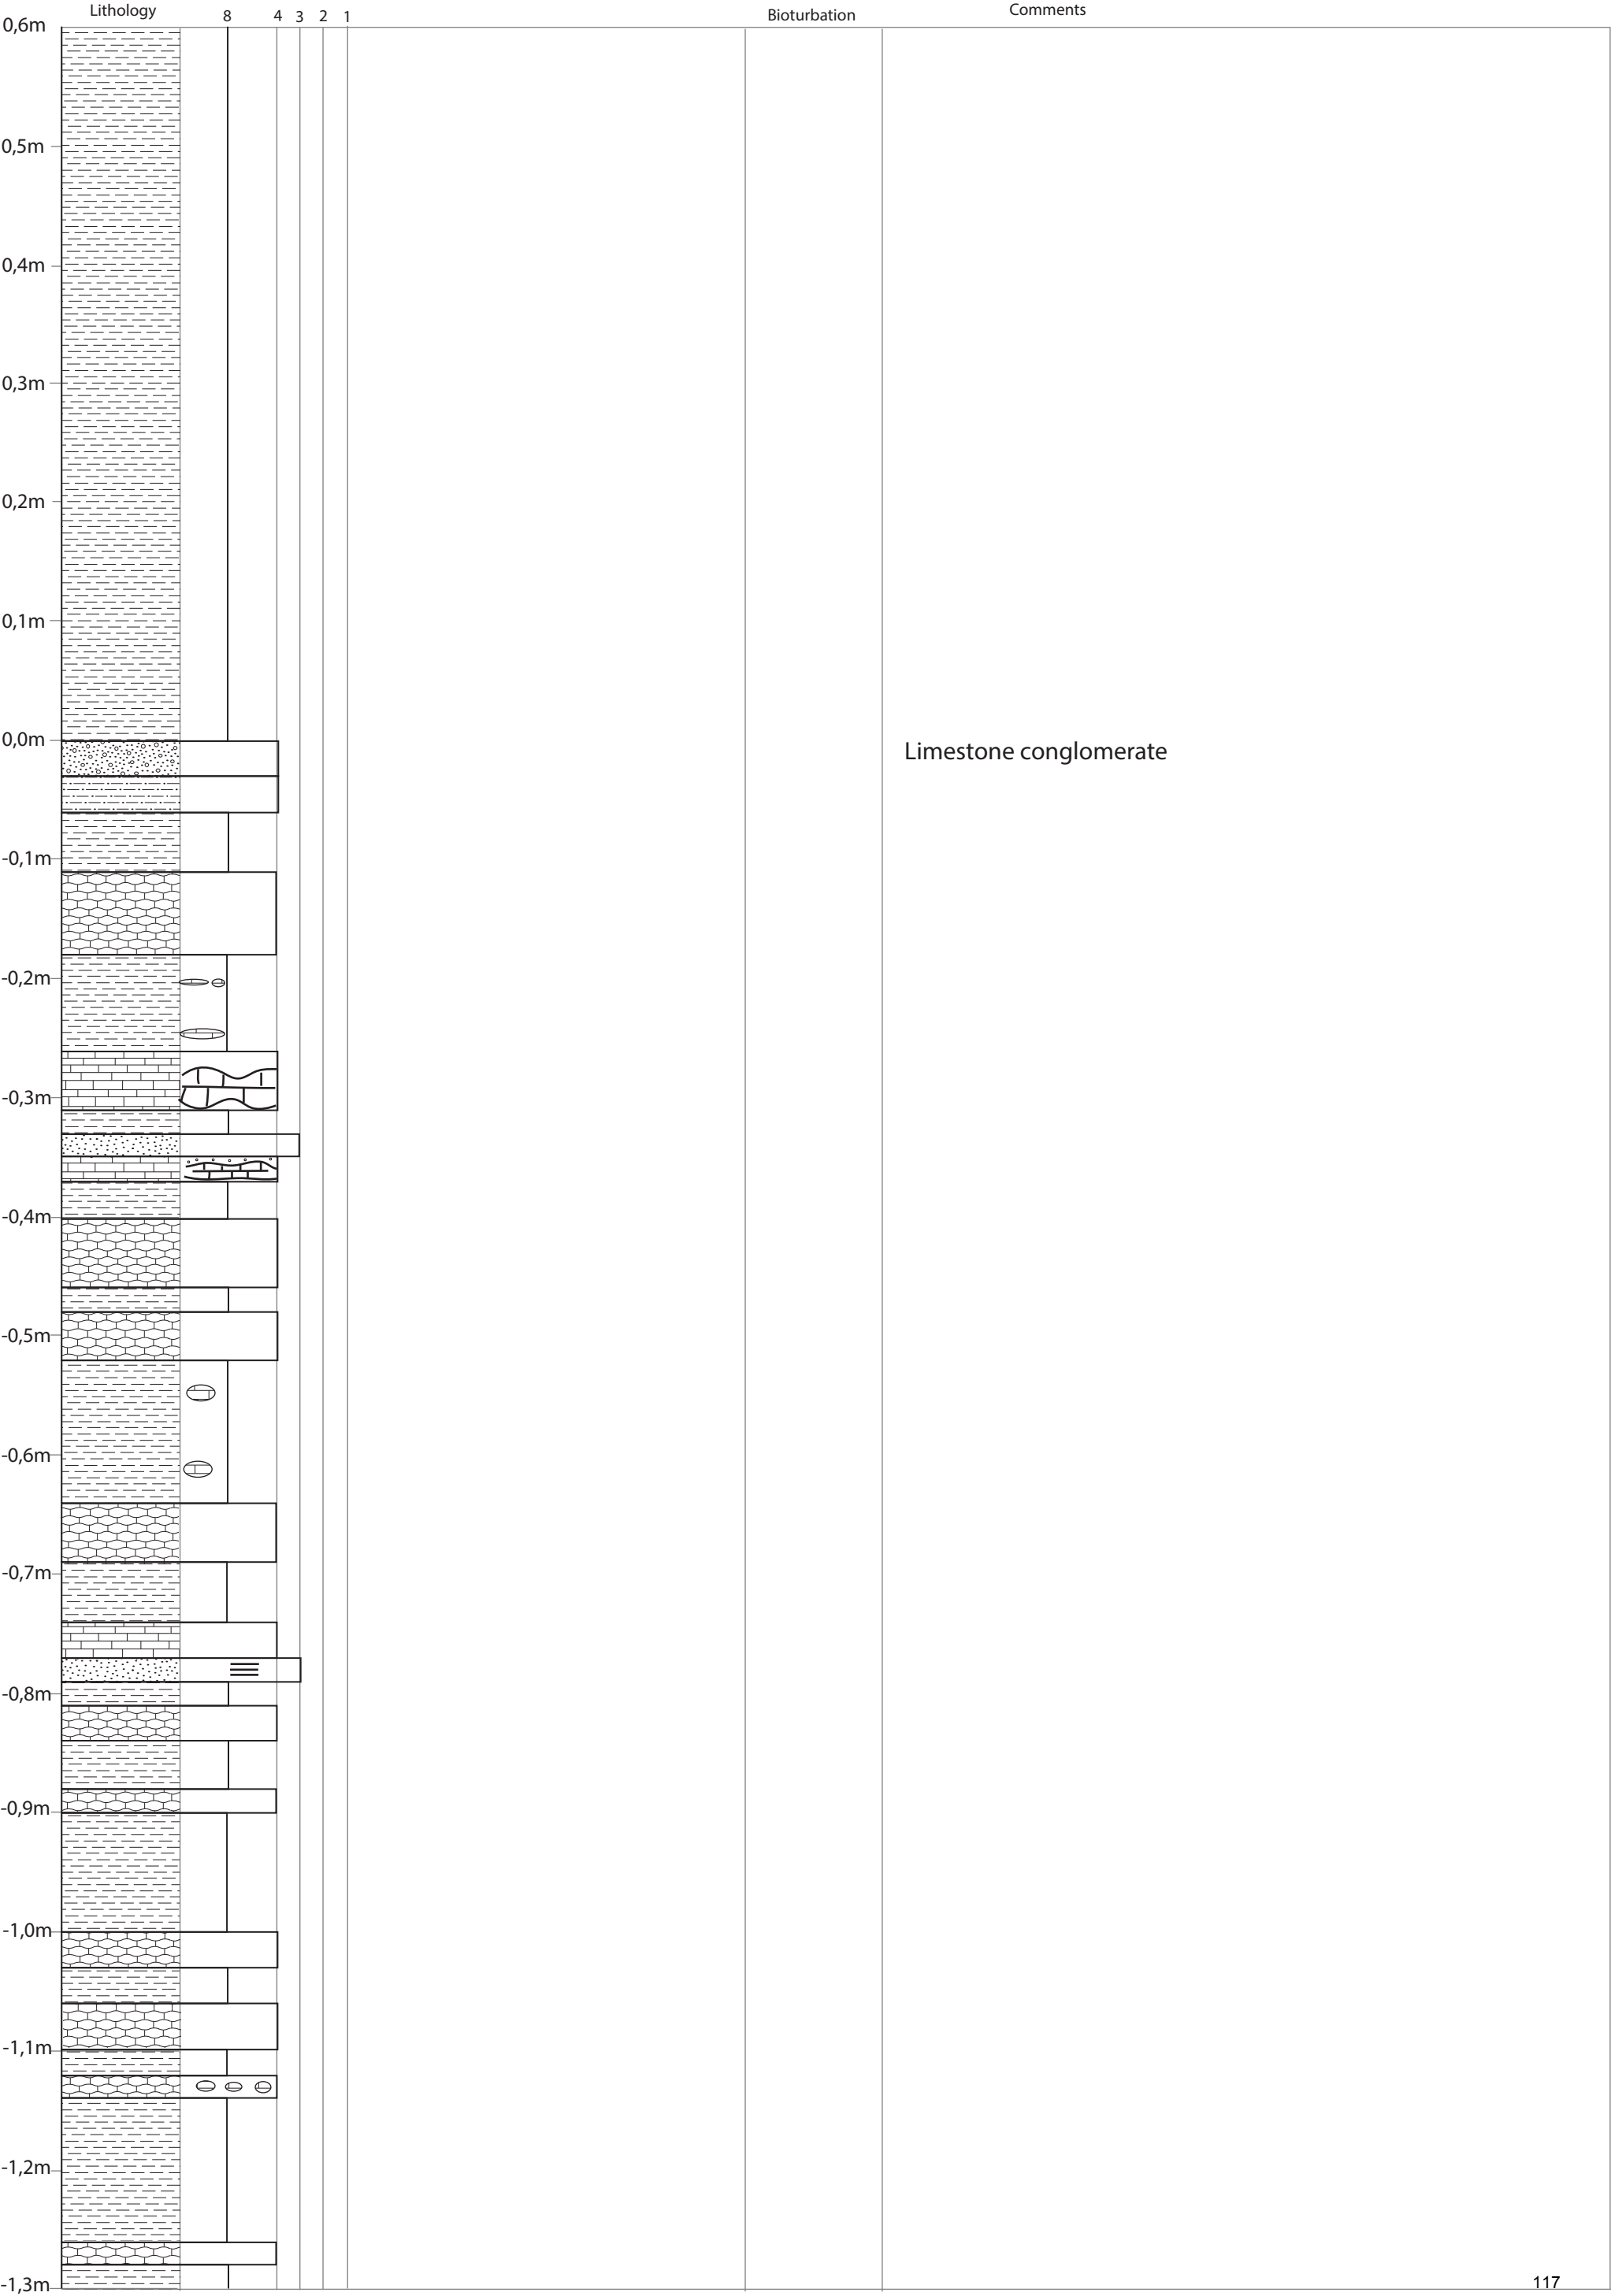 Lithology 8 4 3 2 1 Bioturbation Comments
0,6m
0,5m
0,4m
0,3m
0,2m
0,1m
0,0m
Limestone conglomerate
-0,1m
-0,2m
-0,3m
-0,4m
-0,5m
-0,6m
-0,7m
-0,8m
-0,9m
-1,0m
-1,1m
-1,2m
-1,3m
117